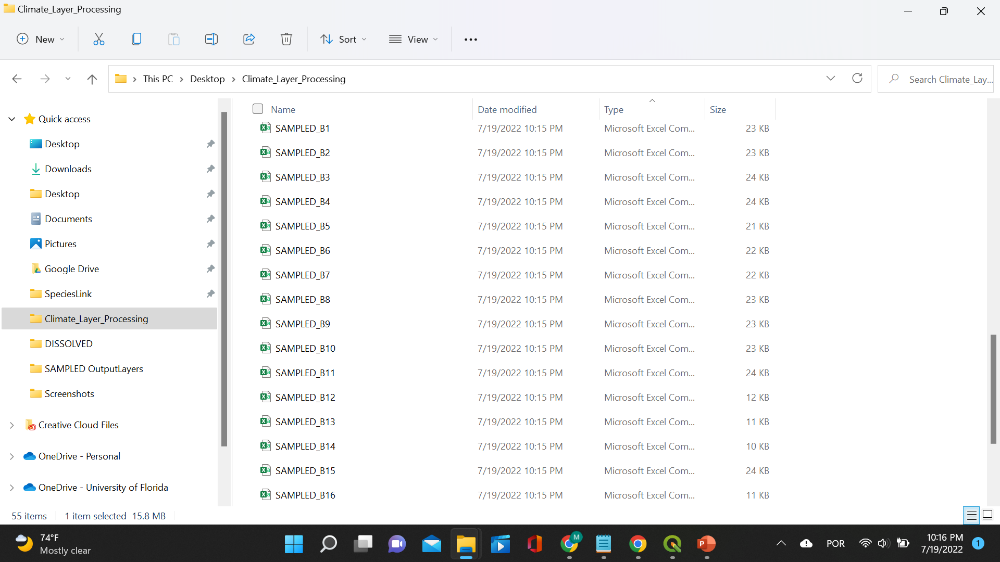 Climate_Layer_Processing
New Sort View
This PC Desktop Climate_Layer_Processing Search Climate_Lay...
Quick access
Desktop
Downloads
Desktop
Documents
Pictures
Google Drive
SpeciesLink
Climate_Layer_Processing
DISSOLVED
SAMPLED OutputLayers
Screenshots
Creative Cloud Files
OneDrive - Personal
OneDrive - University of Florida
Name Date modified Type Size
SAMPLED_B1 7/19/2022 10:15 PM Microsoft Excel Com... 23 KB
SAMPLED_B2 7/19/2022 10:15 PM Microsoft Excel Com... 23 KB
SAMPLED_B3 7/19/2022 10:15 PM Microsoft Excel Com... 24 KB
SAMPLED_B4 7/19/2022 10:15 PM Microsoft Excel Com... 24 KB
SAMPLED_B5 7/19/2022 10:15 PM Microsoft Excel Com... 21 KB
SAMPLED_B6 7/19/2022 10:15 PM Microsoft Excel Com... 22 KB
SAMPLED_B7 7/19/2022 10:15 PM Microsoft Excel Com... 22 KB
SAMPLED_B8 7/19/2022 10:15 PM Microsoft Excel Com... 23 KB
SAMPLED_B9 7/19/2022 10:15 PM Microsoft Excel Com... 23 KB
SAMPLED_B10 7/19/2022 10:15 PM Microsoft Excel Com... 23 KB
SAMPLED_B11 7/19/2022 10:15 PM Microsoft Excel Com... 24 KB
SAMPLED_B12 7/19/2022 10:15 PM Microsoft Excel Com... 12 KB
SAMPLED_B13 7/19/2022 10:15 PM Microsoft Excel Com... 11 KB
SAMPLED_B14 7/19/2022 10:15 PM Microsoft Excel Com... 10 KB
SAMPLED_B15 7/19/2022 10:15 PM Microsoft Excel Com... 24 KB
SAMPLED_B16 7/19/2022 10:15 PM Microsoft Excel Com... 11 KB
55 items 1 item selected 15.8 MB
74°F
Mostly clear
M
P
POR
10:16 PM
7/19/2022
1